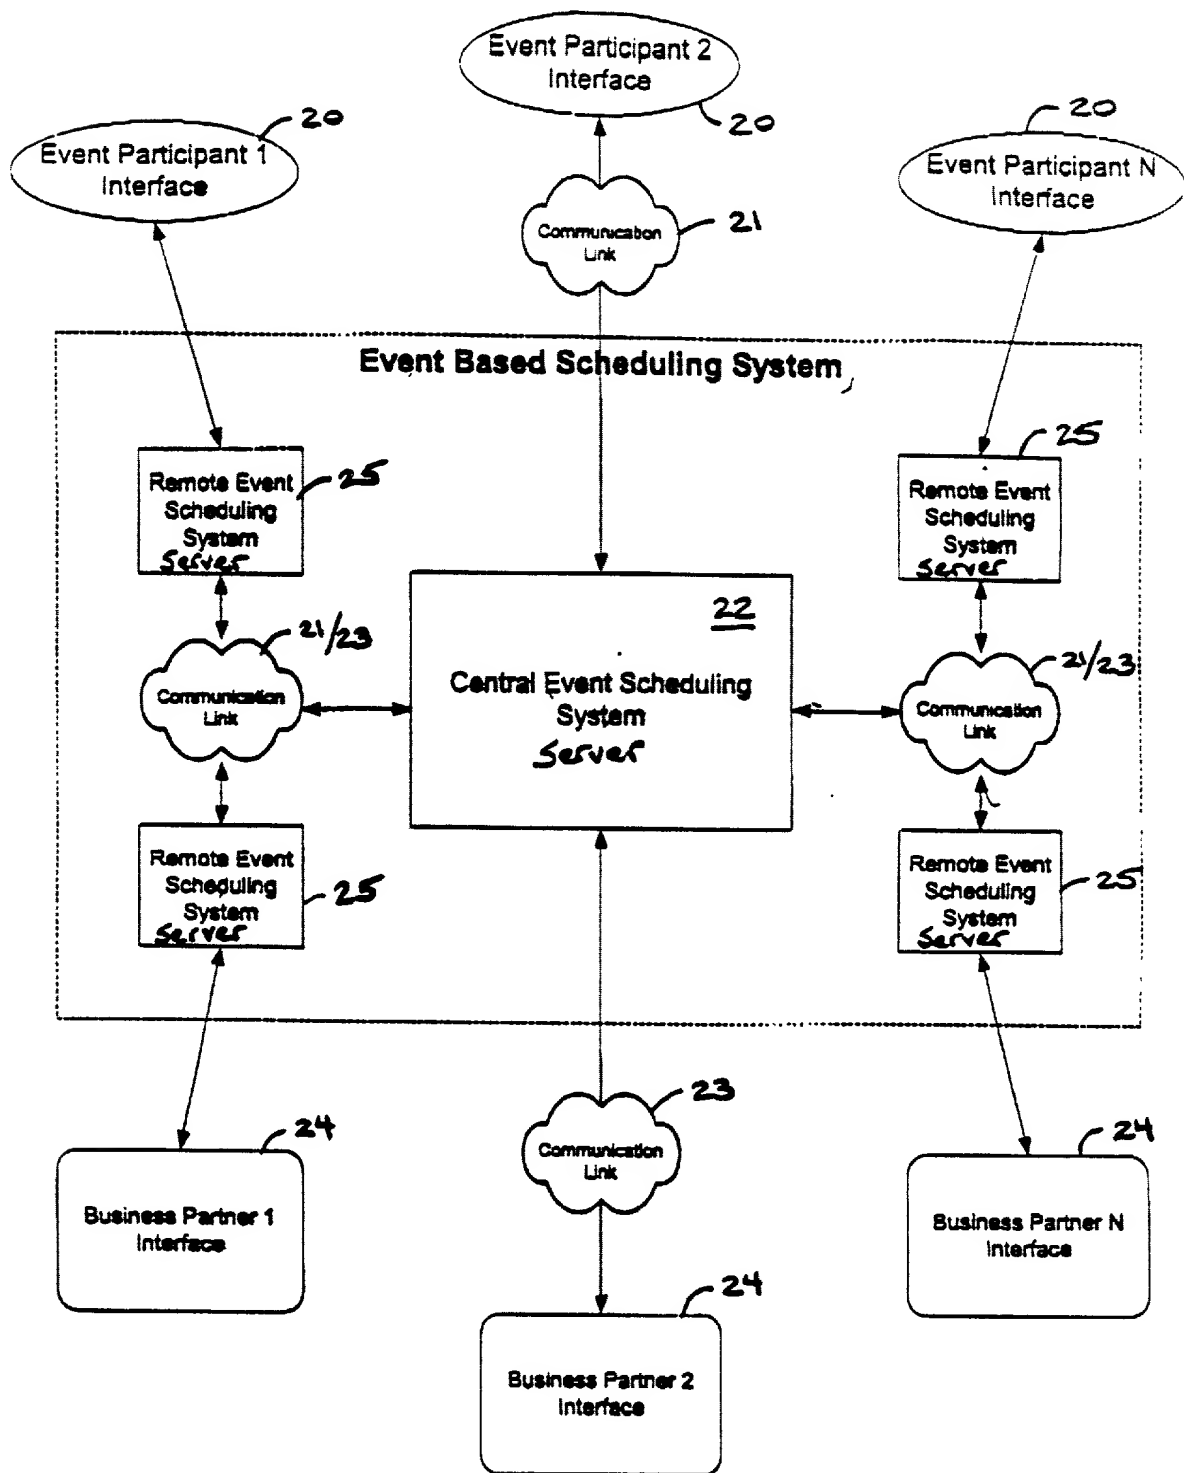 Event Participant 2
Interface
20
20
20
Event Participant 1
Interface
Event Participant N
Interface
Communication
Link
21
Event Based Scheduling System
Remote Event
Scheduling
System
Server
25
Remote Event
Scheduling
System
Server
25
22
Central Event Scheduling
System
Server
21/23
Communication
Link
21/23
Communication
Link
Remote Event
Scheduling
System
Server
25
Remote Event
Scheduling
System
Server
25
23
Communication
Link
24
Business Partner 1
Interface
24
Business Partner N
Interface
24
Business Partner 2
Interface